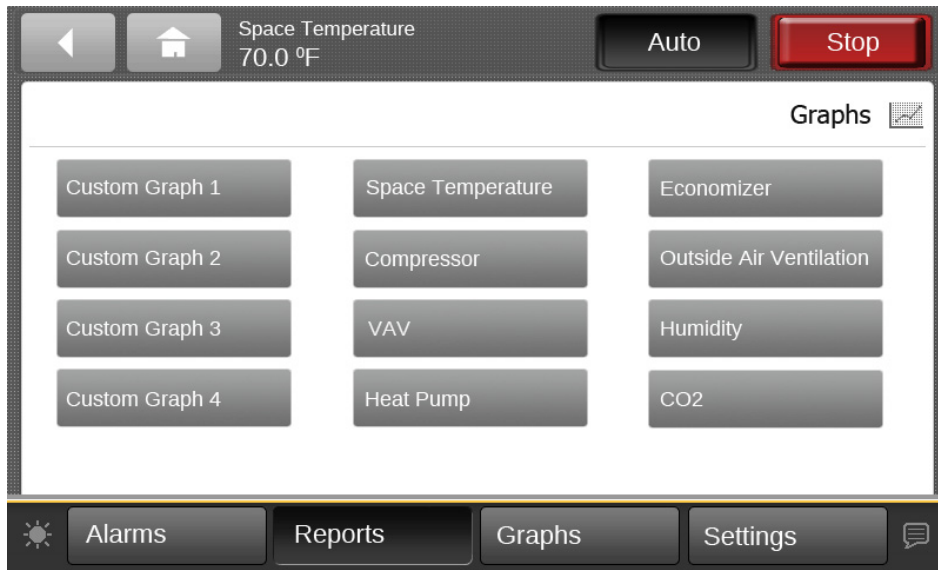 Space Temperature
70.0 ºF
Auto
Stop
Graphs
Custom Graph 1
Space Temperature
Economizer
Custom Graph 2
Compressor
Outside Air Ventilation
Custom Graph 3
VAV
Humidity
Custom Graph 4
Heat Pump
CO2
Alarms
Reports
Graphs
Settings